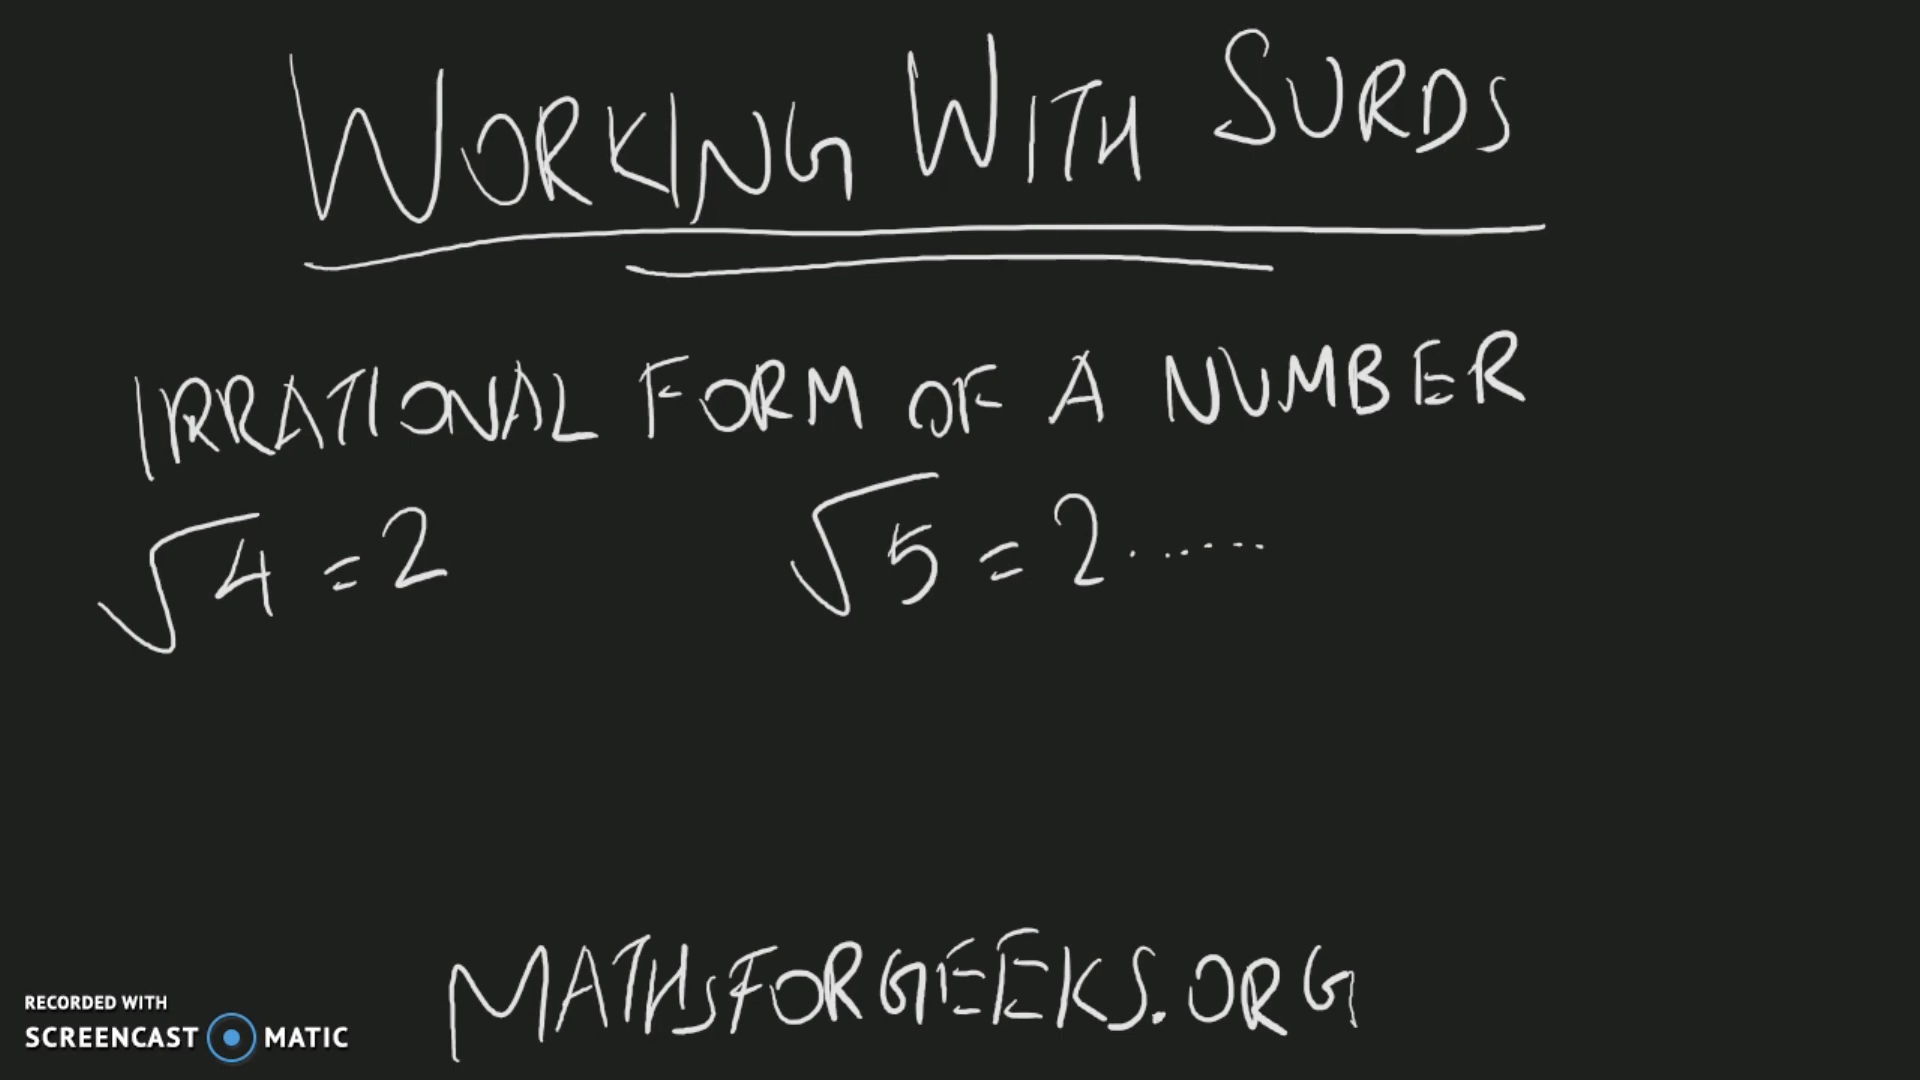 WORKING WITH SURDS
IRRATIONAL FORM OF A NUMBER
√4 = 2 √5 = 2.......
MATHSFORGEEKS.ORG
RECORDED WITH
SCREENCAST MATIC